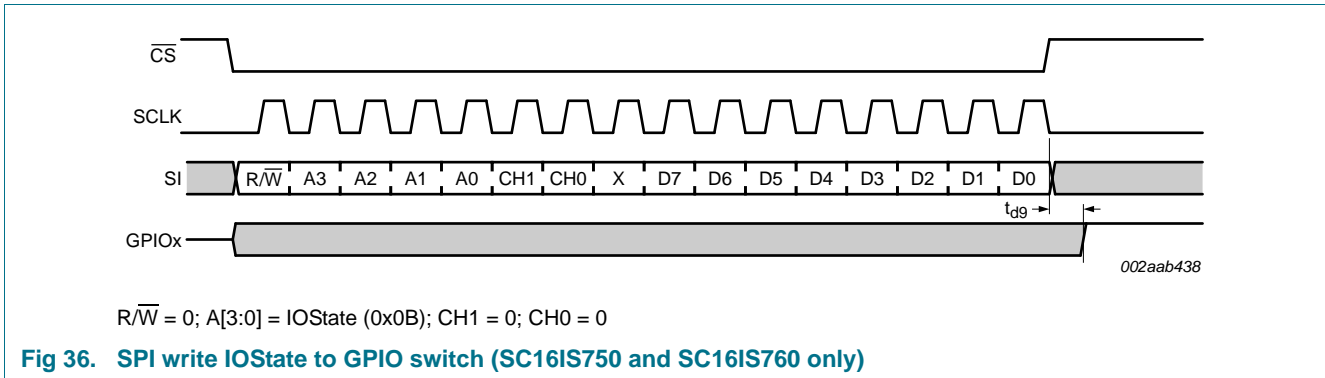 C̅S̅
SCLK
SI R/W̅ A3 A2 A1 A0 CH1 CH0 X D7 D6 D5 D4 D3 D2 D1 D0
td9
GPIOx
002aab438
R/W̅ = 0; A[3:0] = IOState (0x0B); CH1 = 0; CH0 = 0
Fig 36. SPI write IOState to GPIO switch (SC16IS750 and SC16IS760 only)